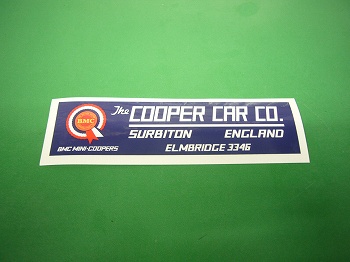 BMC
The COOPER CAR CO.
SURBITON ENGLAND
BMC MINI-COOPERS
ELMBRIDGE 3346